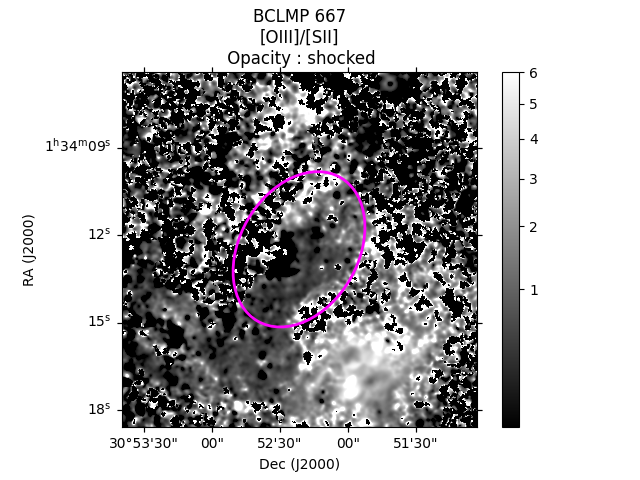 BCLMP 667
[OIII]/[SII]
Opacity : shocked
6
5
4
3
2
1
1ʰ34ᵐ09ˢ
12ˢ
15ˢ
18ˢ
RA (J2000)
30°53'30" 00" 52'30" 00" 51'30"
Dec (J2000)